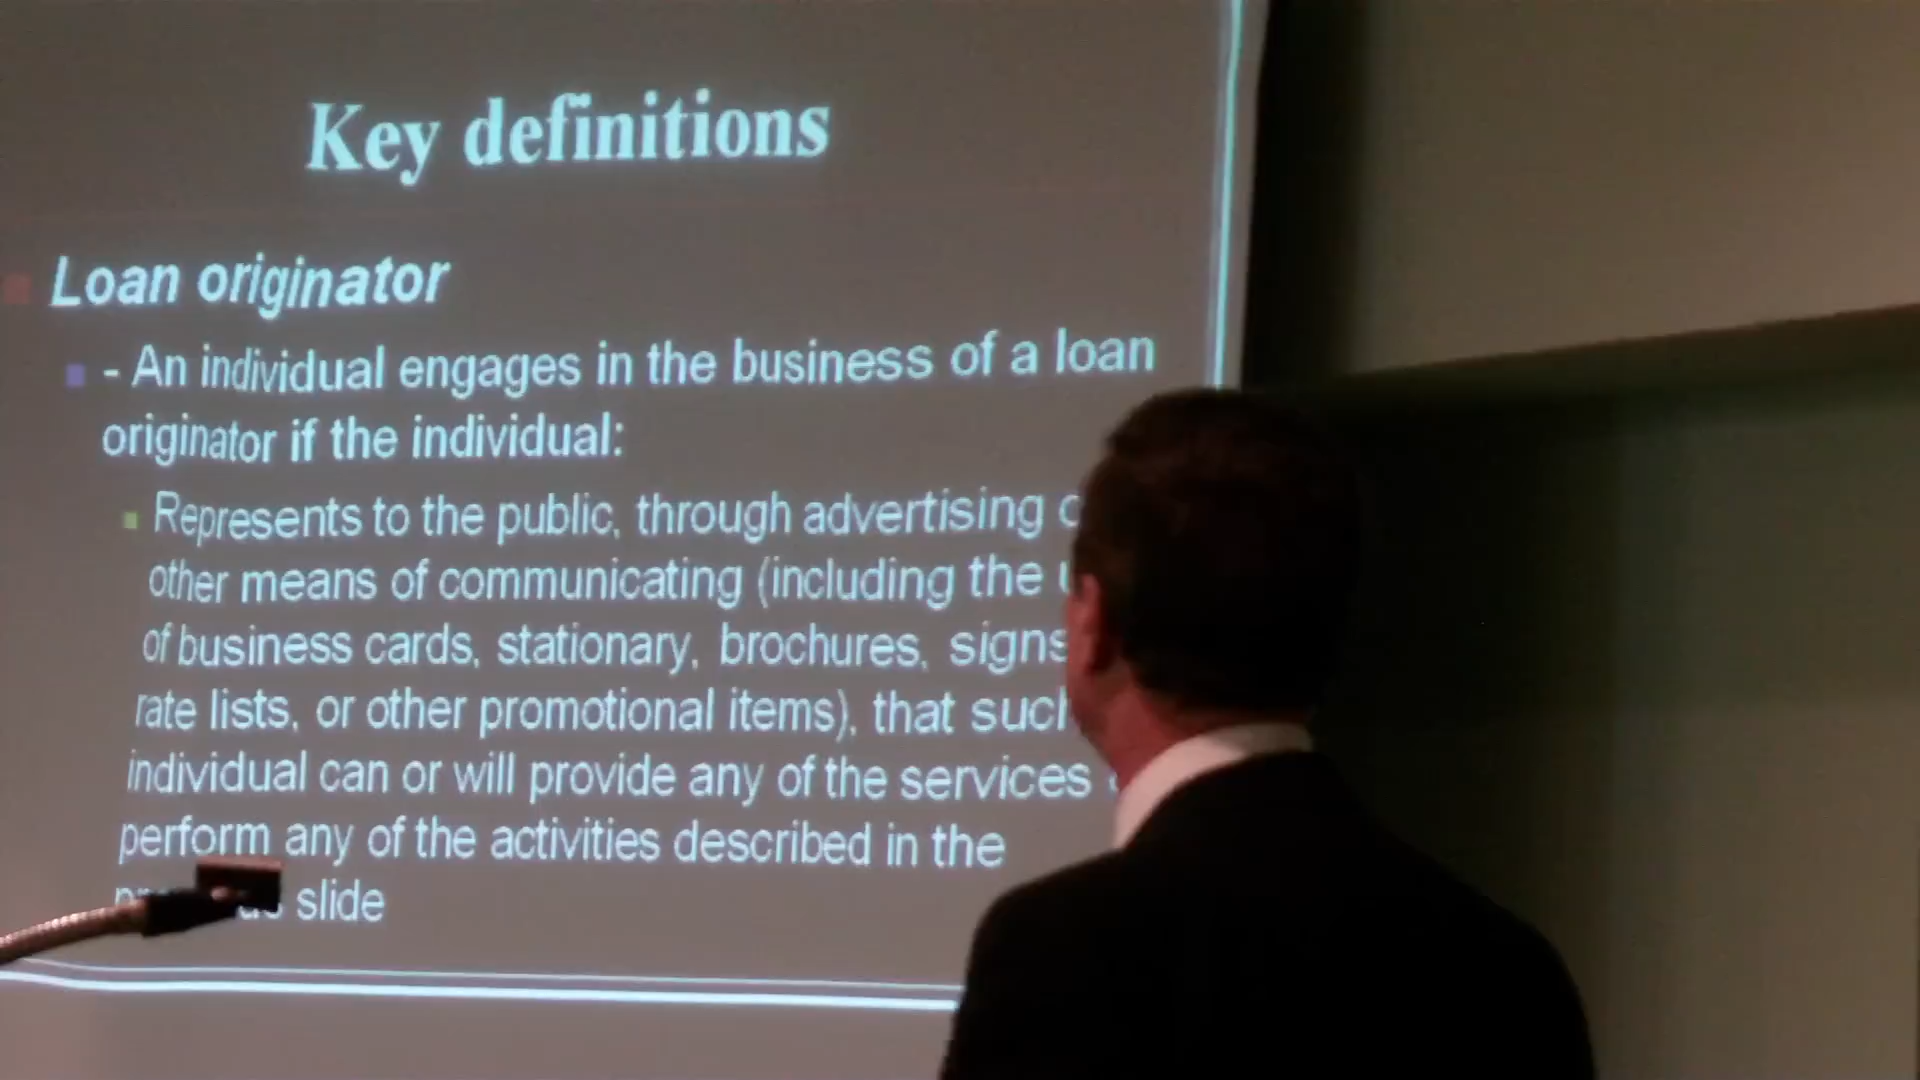 Key definitions
Loan originator
- An individual engages in the business of a loan
originator if the individual:
Represents to the public, through advertising
other means of communicating (including the
of business cards, stationary, brochures, signs
rate lists, or other promotional items), that such
individual can or will provide any of the services
perform any of the activities described in the
slide